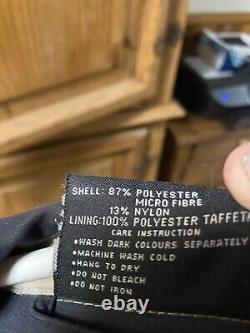 SHELL: 87% POLYESTER
MICRO FIBRE
13% NYLON
LINING:100% POLYESTER TAFFETA
CARE INSTRUCTION
•WASH DARK COLOURS SEPARATELY
•MACHINE WASH COLD
•HANG TO DRY
•DO NOT BLEACH
•DO NOT IRON